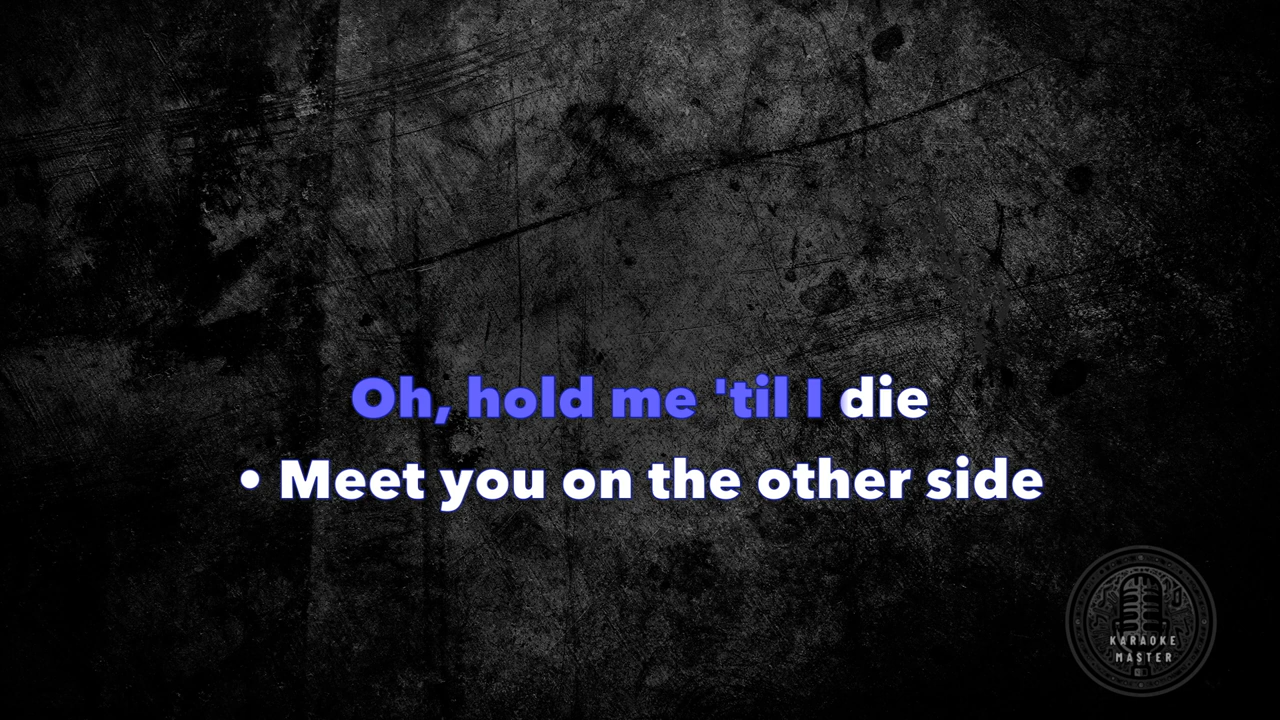 Oh, hold me 'til I die
• Meet you on the other side
KARAOKE
MASTER